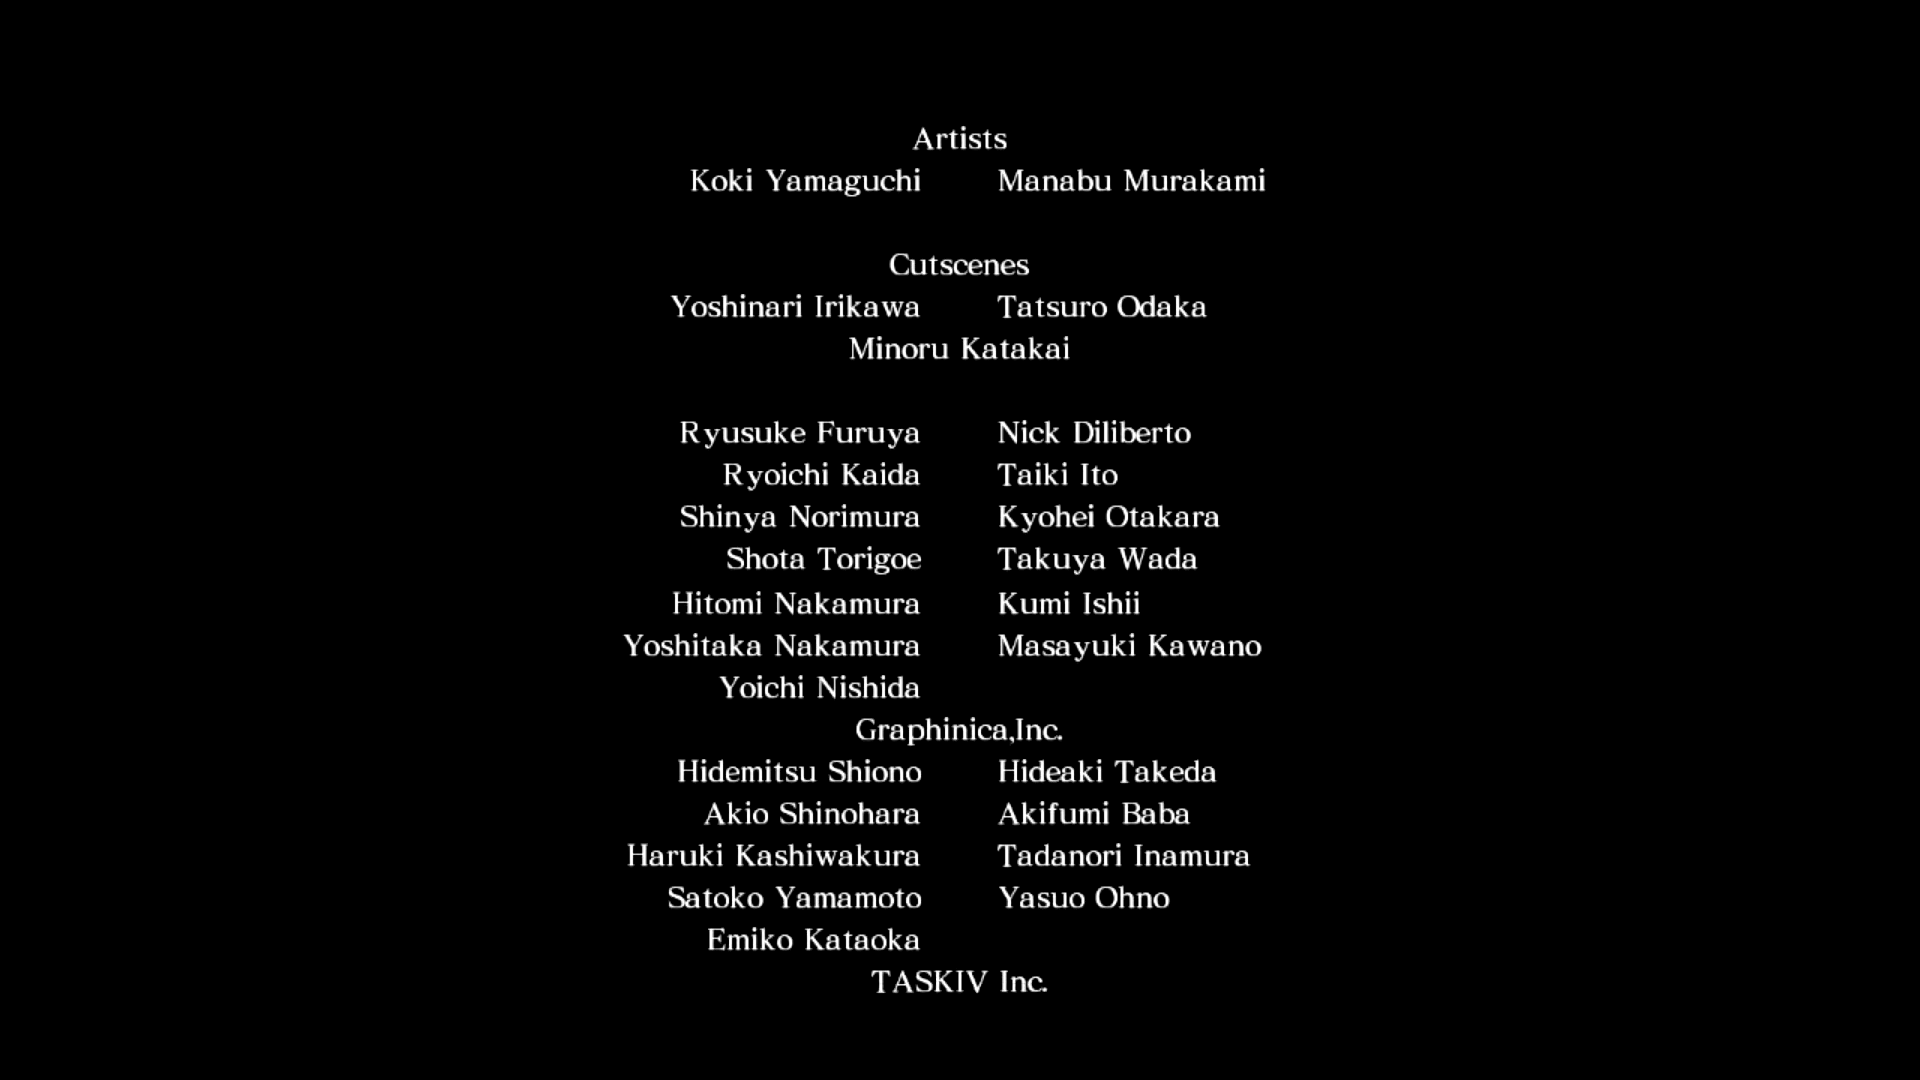 Artists
Koki Yamaguchi Manabu Murakami
Cutscenes
Yoshinari Irikawa Tatsuro Odaka
Minoru Katakai
Ryusuke Furuya Nick Diliberto
Ryoichi Kaida Taiki Ito
Shinya Norimura Kyohei Otakara
Shota Torigoe Takuya Wada
Hitomi Nakamura Kumi Ishii
Yoshitaka Nakamura Masayuki Kawano
Yoichi Nishida
Graphinica,Inc.
Hidemitsu Shiono Hideaki Takeda
Akio Shinohara Akifumi Baba
Haruki Kashiwakura Tadanori Inamura
Satoko Yamamoto Yasuo Ohno
Emiko Kataoka
TASKIV Inc.